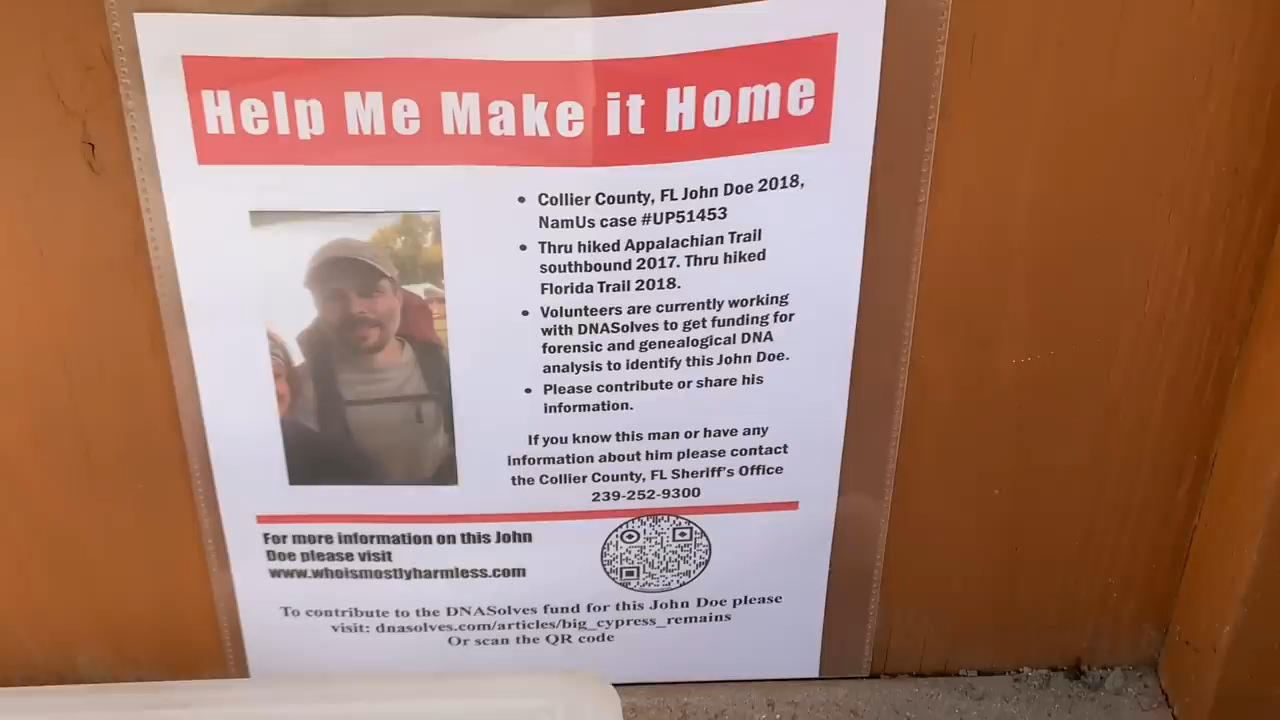 Help Me Make it Home
• Collier County, FL John Doe 2018,
NamUs case #UP51453
• Thru hiked Appalachian Trail
southbound 2017. Thru hiked
Florida Trail 2018.
• Volunteers are currently working
with DNASolves to get funding for
forensic and genealogical DNA
analysis to identify this John Doe.
• Please contribute or share his
information.
If you know this man or have any
information about him please contact
the Collier County, FL Sheriff's Office
239-252-9300
For more information on this John
Doe please visit
www.whoismostlyharmless.com
To contribute to the DNASolves fund for this John Doe please
visit: dnasolves.com/articles/big_cypress_remains
Or scan the QR code